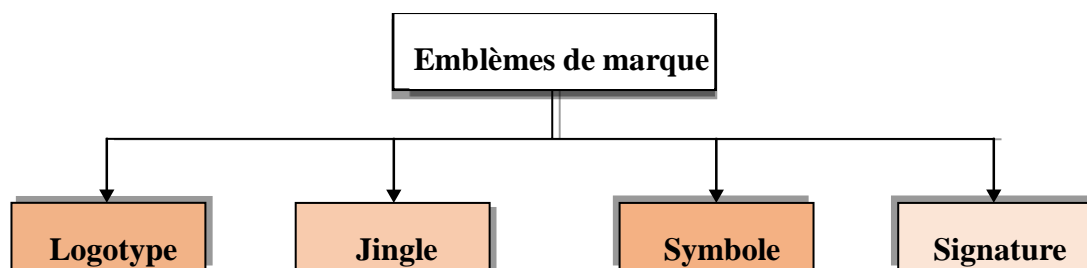 Emblèmes de marque
Logotype
Jingle
Symbole
Signature